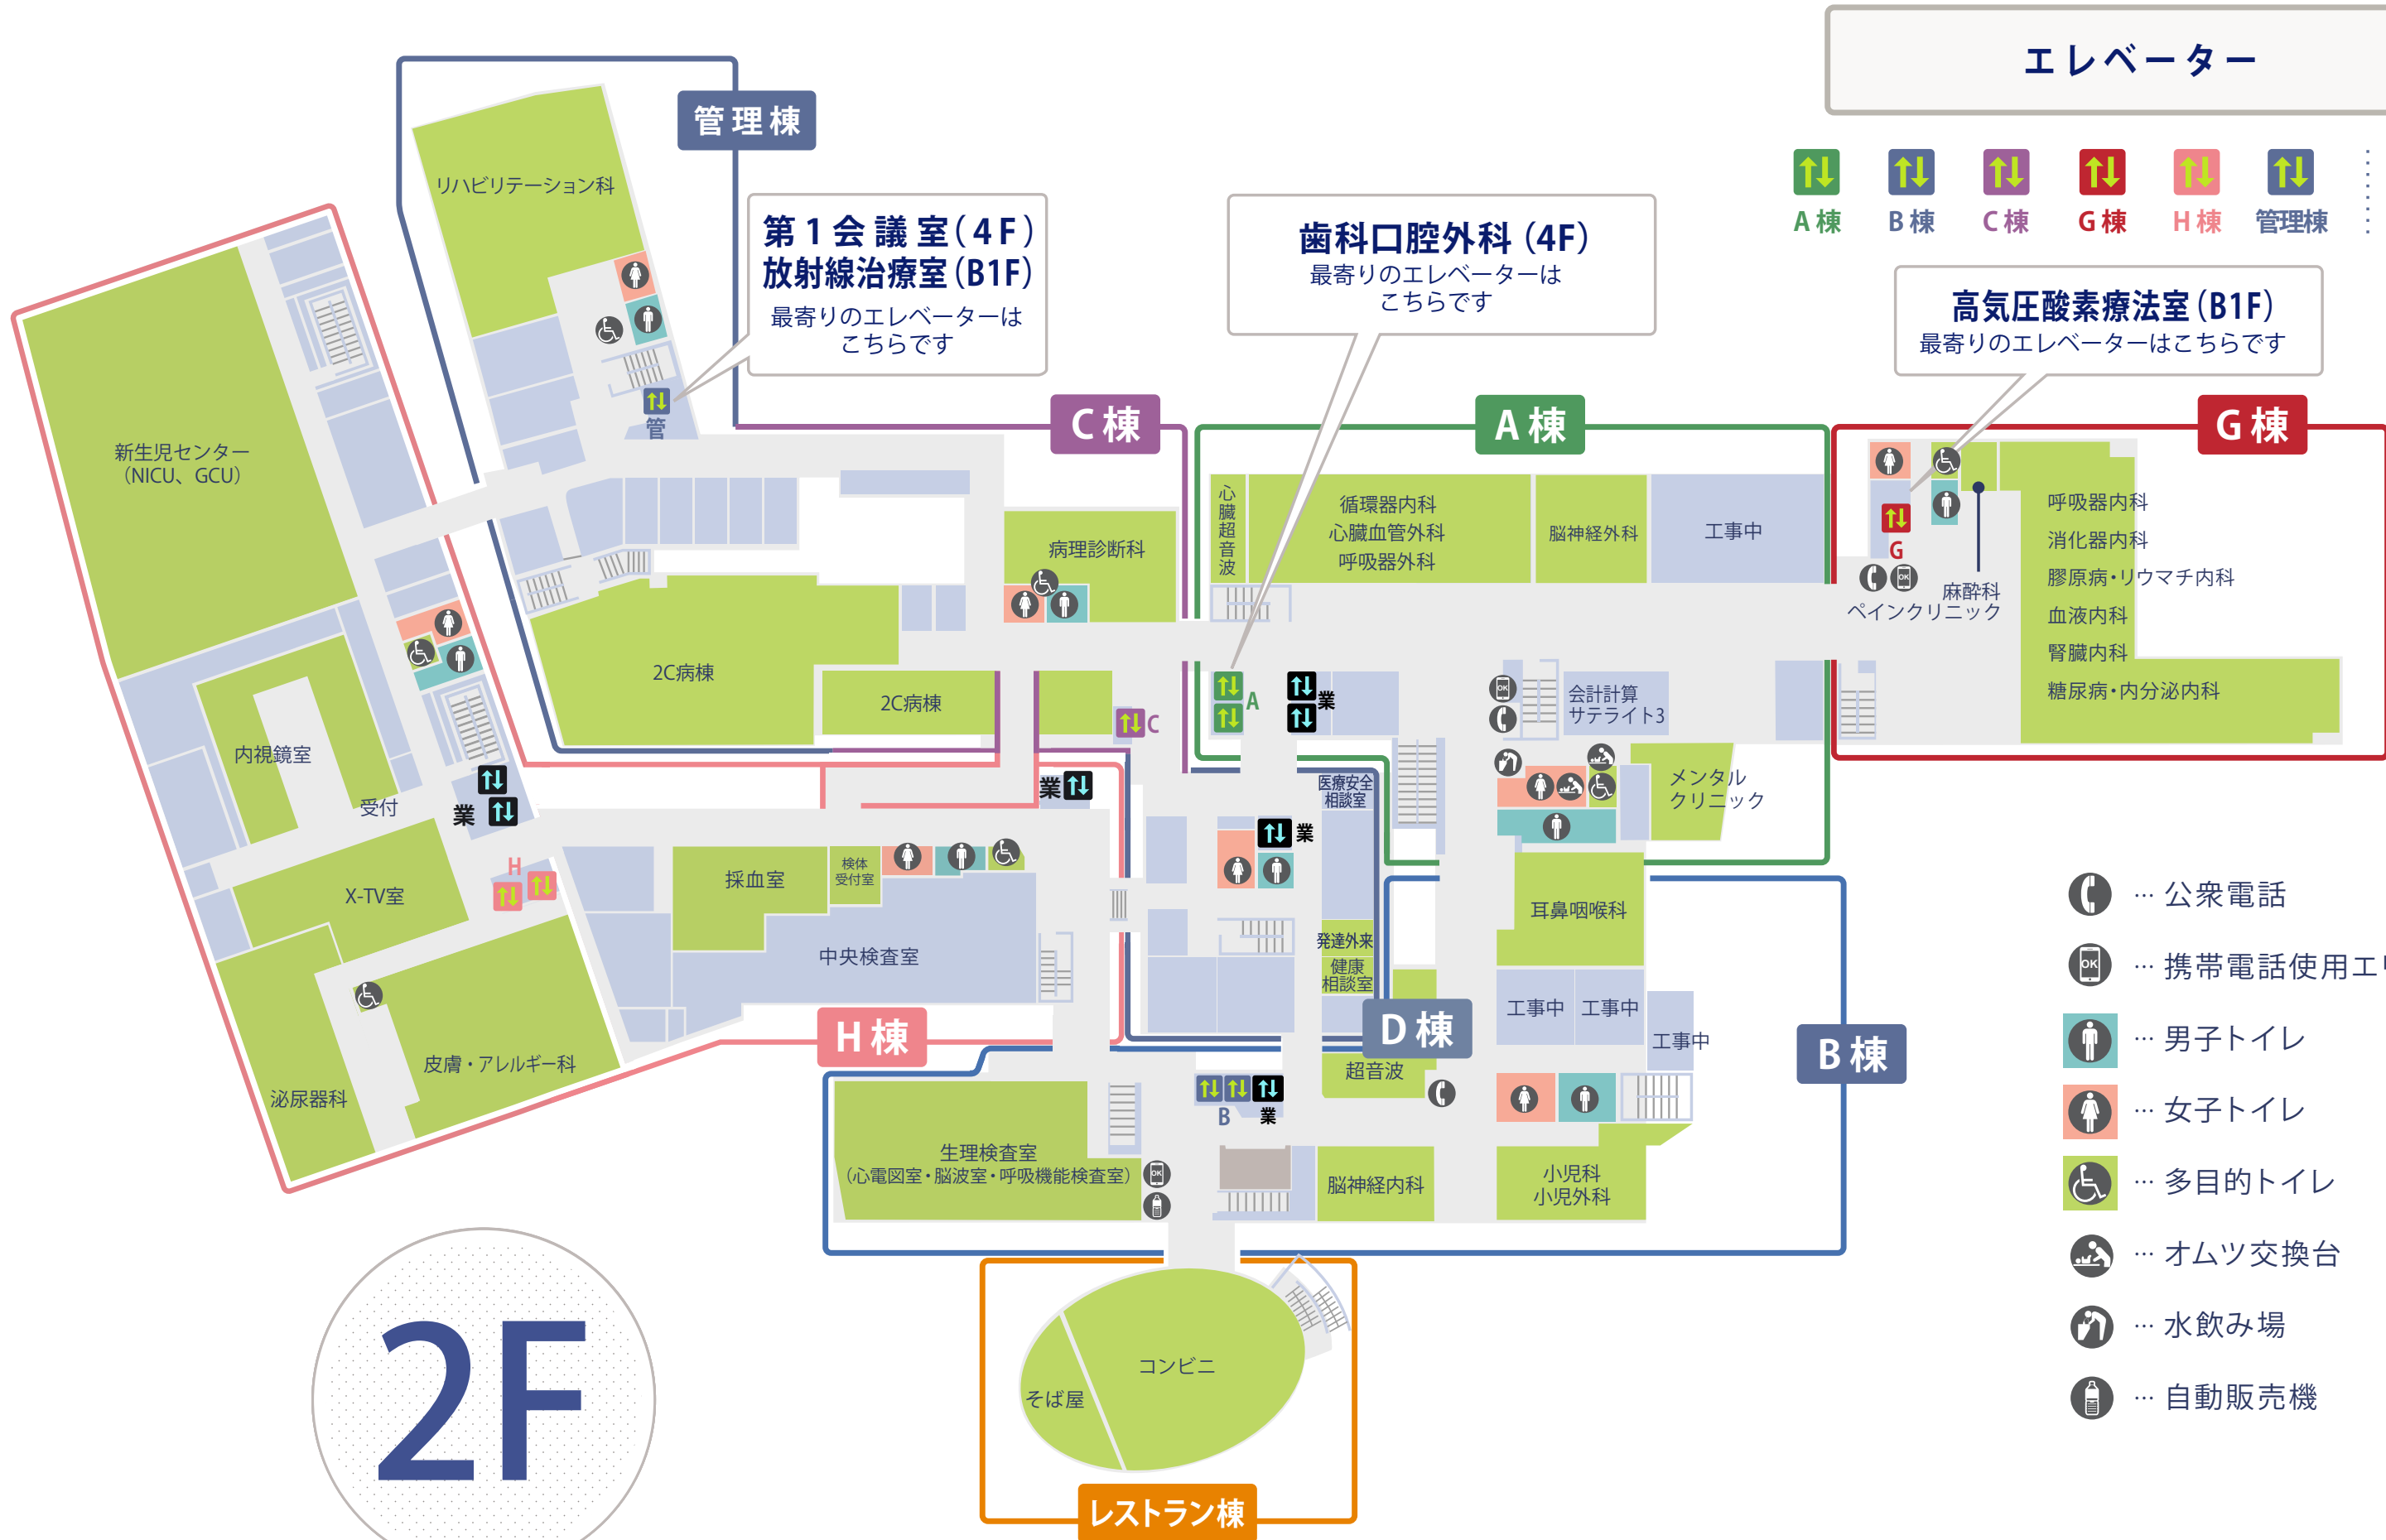 エレベーター
A棟
B棟
C棟
G棟
H棟
管理棟
管理棟
リハビリテーション科
第1会議室(4F)
放射線治療室(B1F)
最寄りのエレベーターは
こちらです
歯科口腔外科(4F)
最寄りのエレベーターは
こちらです
高気圧酸素療法室(B1F)
最寄りのエレベーターはこちらです
管
C棟
A棟
G棟
新生児センター
(NICU、GCU)
病理診断科
心臓超音波
循環器内科
心臓血管外科
呼吸器外科
脳神経外科
工事中
G
OK
麻酔科
ペインクリニック
呼吸器内科
消化器内科
膠原病・リウマチ内科
血液内科
腎臓内科
糖尿病・内分泌内科
2C病棟
2C病棟
C
A
業
OK
会計計算
サテライト3
内視鏡室
受付
業
業
医療安全
相談室
メンタル
クリニック
業
H
X-TV室
採血室
検体
受付室
中央検査室
発達外来
健康
相談室
耳鼻咽喉科
工事中
工事中
工事中
H棟
D棟
B棟
皮膚・アレルギー科
泌尿器科
超音波
B
業
生理検査室
(心電図室・脳波室・呼吸機能検査室)
OK
脳神経内科
小児科
小児外科
コンビニ
そば屋
レストラン棟
2F
… 公衆電話
OK … 携帯電話使用エ
… 男子トイレ
… 女子トイレ
… 多目的トイレ
… オムツ交換台
… 水飲み場
… 自動販売機